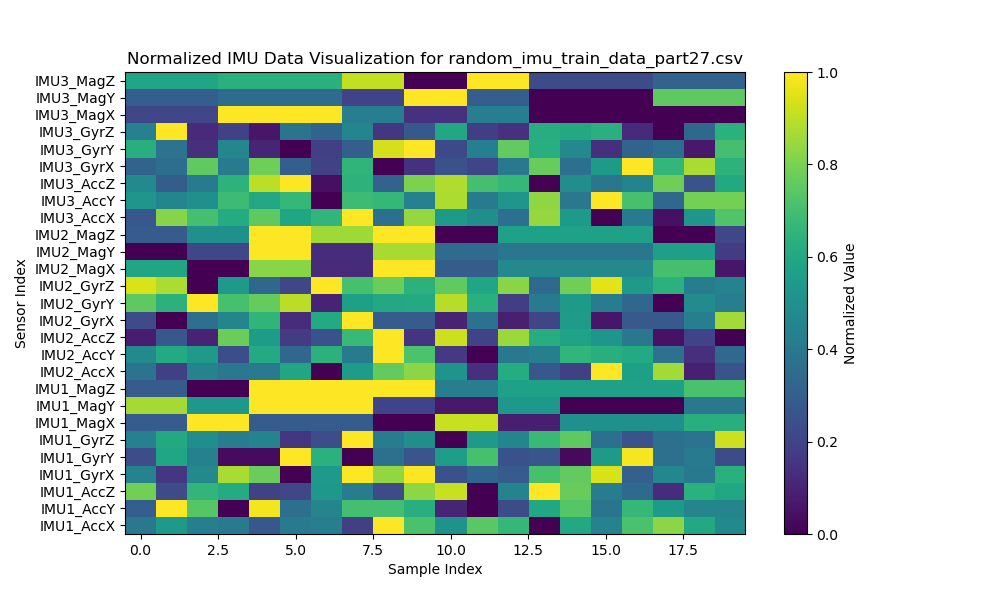 Normalized IMU Data Visualization for random_imu_train_data_part27.csv
Sensor Index
IMU3_MagZ
IMU3_MagY
IMU3_MagX
IMU3_GyrZ
IMU3_GyrY
IMU3_GyrX
IMU3_AccZ
IMU3_AccY
IMU3_AccX
IMU2_MagZ
IMU2_MagY
IMU2_MagX
IMU2_GyrZ
IMU2_GyrY
IMU2_GyrX
IMU2_AccZ
IMU2_AccY
IMU2_AccX
IMU1_MagZ
IMU1_MagY
IMU1_MagX
IMU1_GyrZ
IMU1_GyrY
IMU1_GyrX
IMU1_AccZ
IMU1_AccY
IMU1_AccX
0.0 2.5 5.0 7.5 10.0 12.5 15.0 17.5
Sample Index
1.0
0.8
0.6
0.4
0.2
0.0
Normalized Value